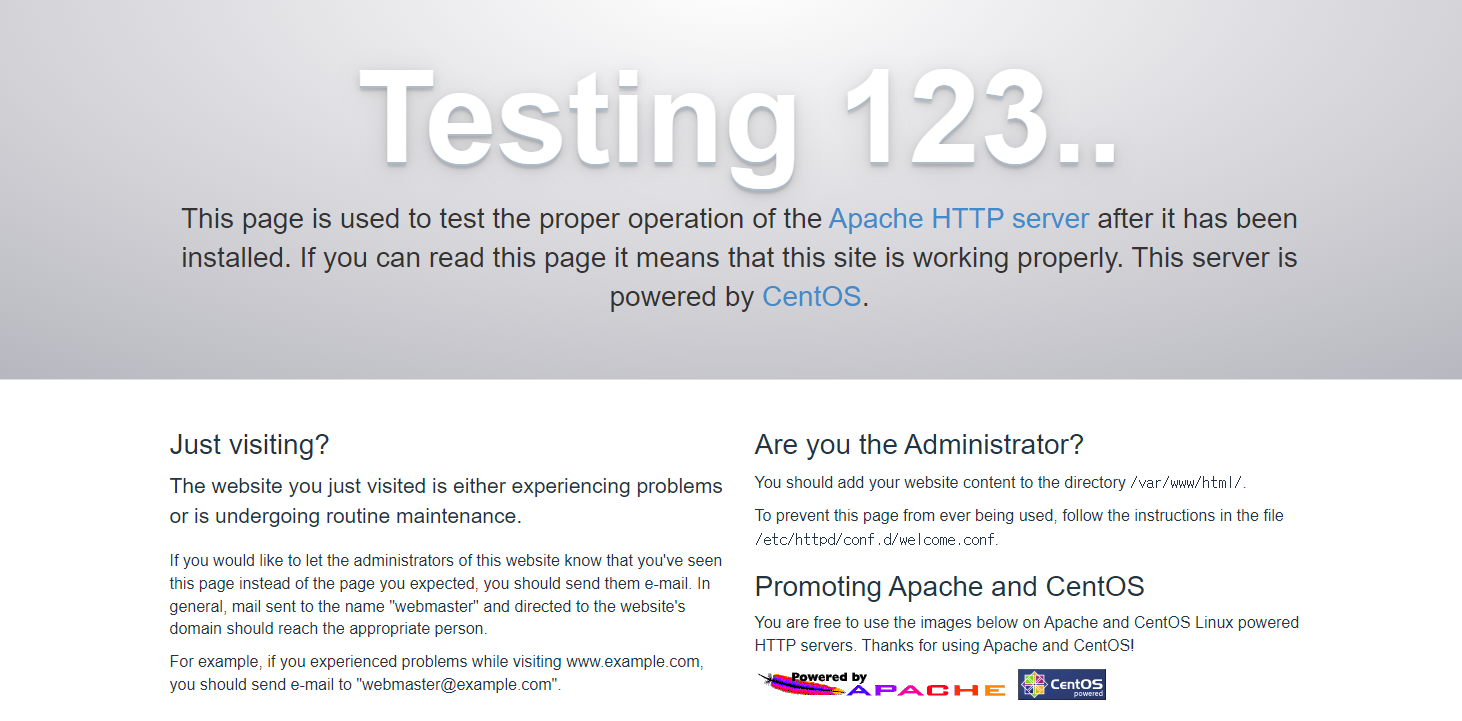 Testing 123..
This page is used to test the proper operation of the Apache HTTP server after it has been
installed. If you can read this page it means that this site is working properly. This server is
powered by CentOS.
Just visiting?
The website you just visited is either experiencing problems
or is undergoing routine maintenance.
If you would like to let the administrators of this website know that you've seen
this page instead of the page you expected, you should send them e-mail. In
general, mail sent to the name "webmaster" and directed to the website's
domain should reach the appropriate person.
For example, if you experienced problems while visiting www.example.com,
you should send e-mail to "webmaster@example.com".
Are you the Administrator?
You should add your website content to the directory /var/www/html/.
To prevent this page from ever being used, follow the instructions in the file
/etc/httpd/conf.d/welcome.conf.
Promoting Apache and CentOS
You are free to use the images below on Apache and CentOS Linux powered
HTTP servers. Thanks for using Apache and CentOS!
Powered by
APACHE
CentOS
powered